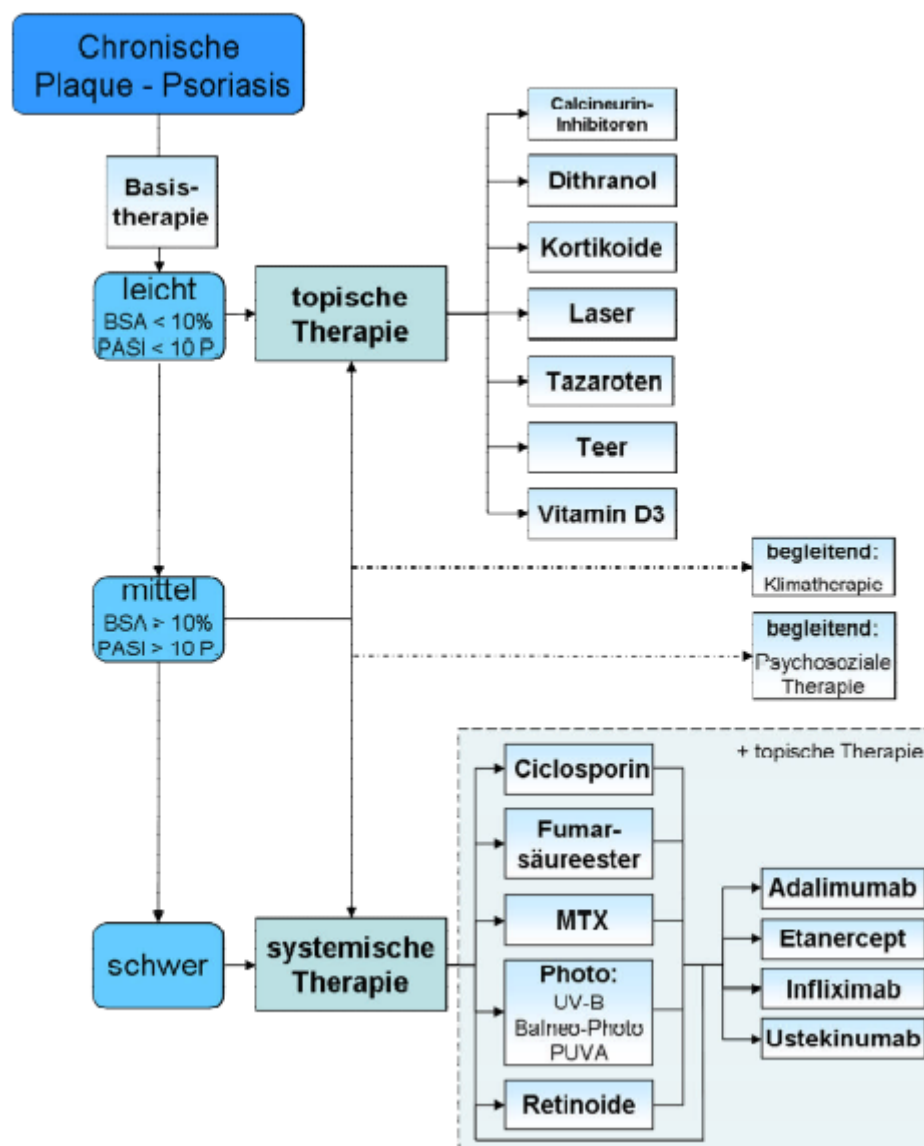 Chronische
Plaque - Psoriasis
Basis-
therapie
leicht
BSA < 10%
PASI < 10 P.
topische
Therapie
Calcineurin-
Inhibitoren
Dithranol
Kortikoide
Laser
Tazaroten
Teer
Vitamin D3
begleitend:
Klimatherapie
mittel
BSA > 10%
PASI > 10 P.
begleitend:
Psychosoziale
Therapie
+ topische Therapie
Ciclosporin
Fumar-
säureester
MTX
Photo:
UV-B
Balneo-Photo
PUVA
Retinoide
Adalimumab
Etanercept
Infliximab
Ustekinumab
schwer
systemische
Therapie